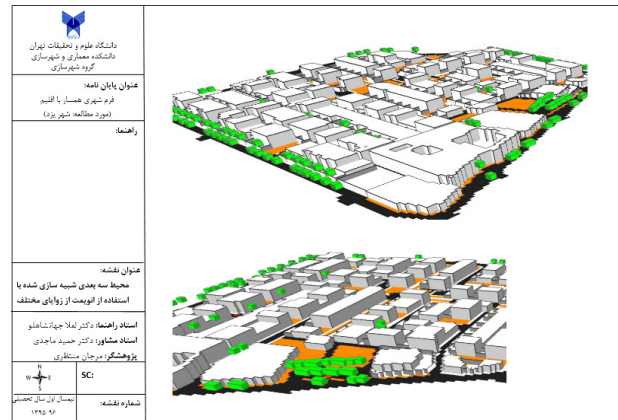 دانشگاه علوم و تحقیقات تهران
دانشکده معماری و شهرسازی
گروه شهرسازی
عنوان پایان نامه:
فرم شهری همساز با اقلیم
(مورد مطالعه: شهر یزد)
راهنما:
عنوان نقشه:
محیط سه بعدی شبیه سازی شده با
استفاده از انویمت از زوایای مختلف
استاد راهنما: دکتر لعلا جهانشاهلو
استاد مشاور: دکتر حمید ماجدی
پژوهشگر: مرجان منتظری
N
W E
S
SC:
شماره نقشه:
نیمسال اول سال تحصیلی
۱۳۹۵ ۹۶